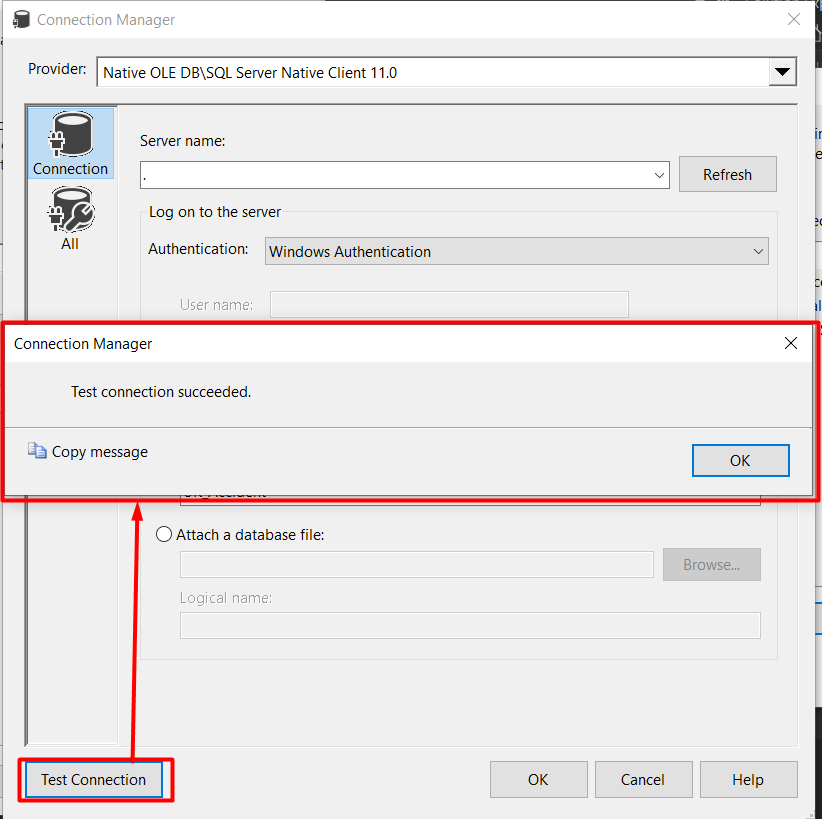 Connection Manager
Provider: Native OLE DB\SQL Server Native Client 11.0
Connection
All
Server name:
. Refresh
Log on to the server
Authentication: Windows Authentication
User name:
Connection Manager
Test connection succeeded.
Copy message
OK
Attach a database file:
Browse...
Logical name:
Test Connection OK Cancel Help